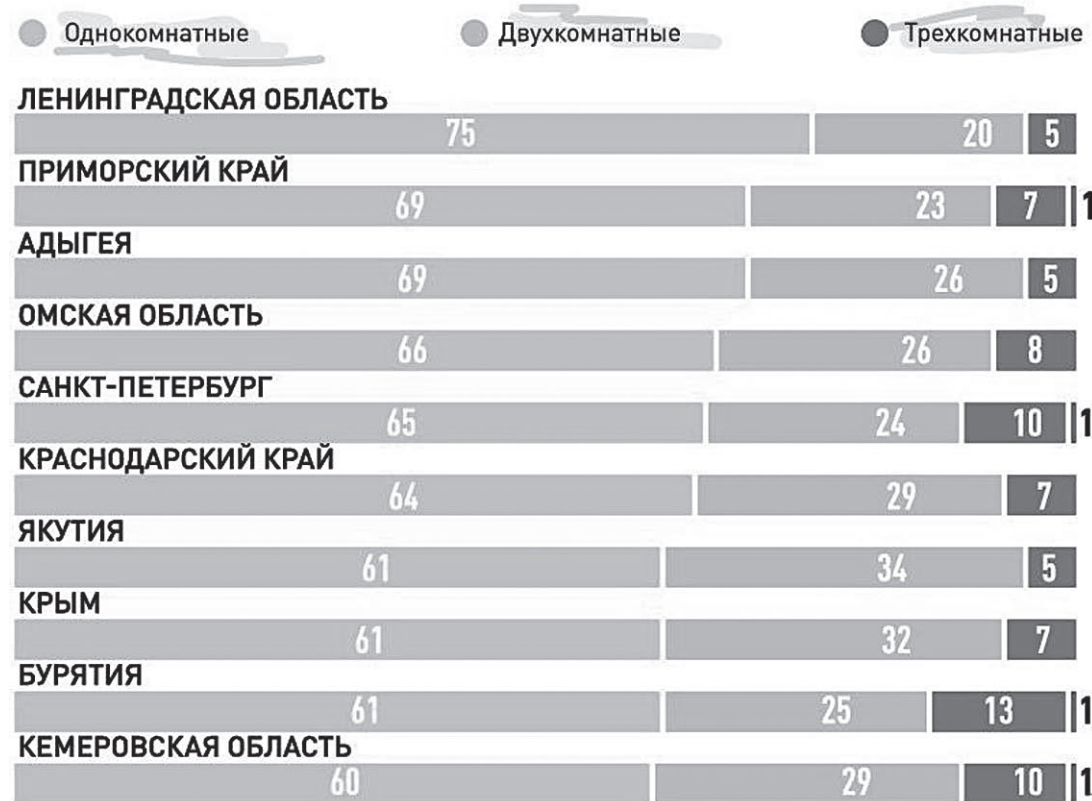 Однокомнатные Двухкомнатные Трехкомнатные
ЛЕНИНГРАДСКАЯ ОБЛАСТЬ
75 20 5
ПРИМОРСКИЙ КРАЙ
69 23 7 1
АДЫГЕЯ
69 26 5
ОМСКАЯ ОБЛАСТЬ
66 26 8
САНКТ-ПЕТЕРБУРГ
65 24 10 1
КРАСНОДАРСКИЙ КРАЙ
64 29 7
ЯКУТИЯ
61 34 5
КРЫМ
61 32 7
БУРЯТИЯ
61 25 13 1
КЕМЕРОВСКАЯ ОБЛАСТЬ
60 29 10 1